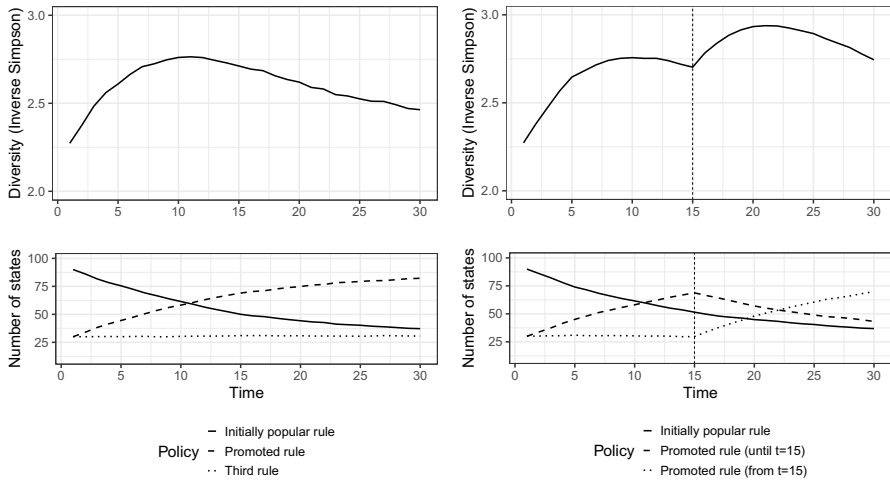 Diversity (Inverse Simpson)
3.0
2.5
2.0
0 5 10 15 20 25 30
Number of states
100
75
50
25
0 5 10 15 20 25 30
Time
Policy
Initially popular rule
Promoted rule
Third rule
Diversity (Inverse Simpson)
3.0
2.5
2.0
0 5 10 15 20 25 30
Number of states
100
75
50
25
0 5 10 15 20 25 30
Time
Policy
Initially popular rule
Promoted rule (until t=15)
Promoted rule (from t=15)